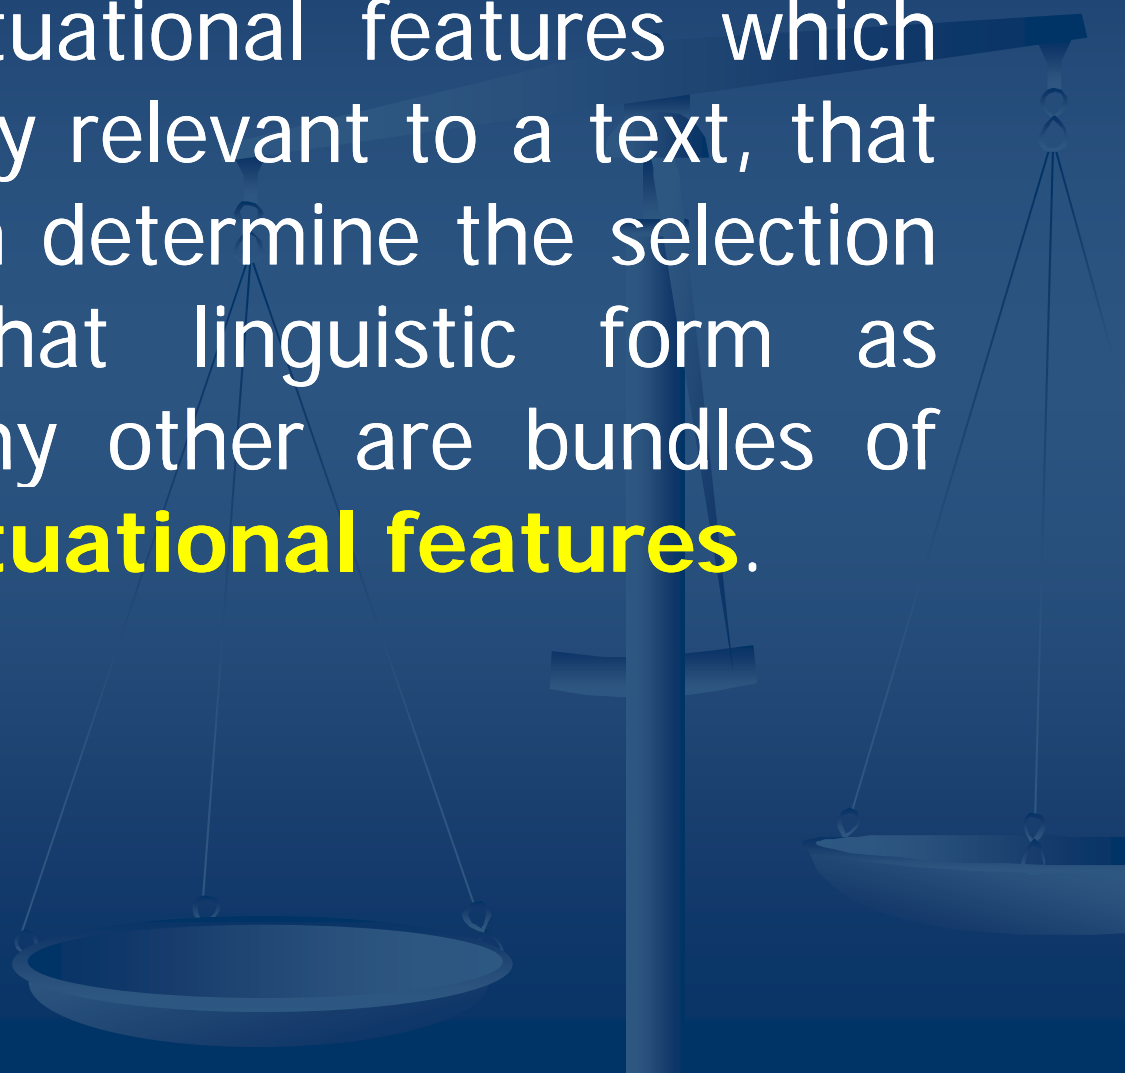 tuational features which
y relevant to a text, that
determine the selection
hat linguistic form as
ny other are bundles of
tuational features.